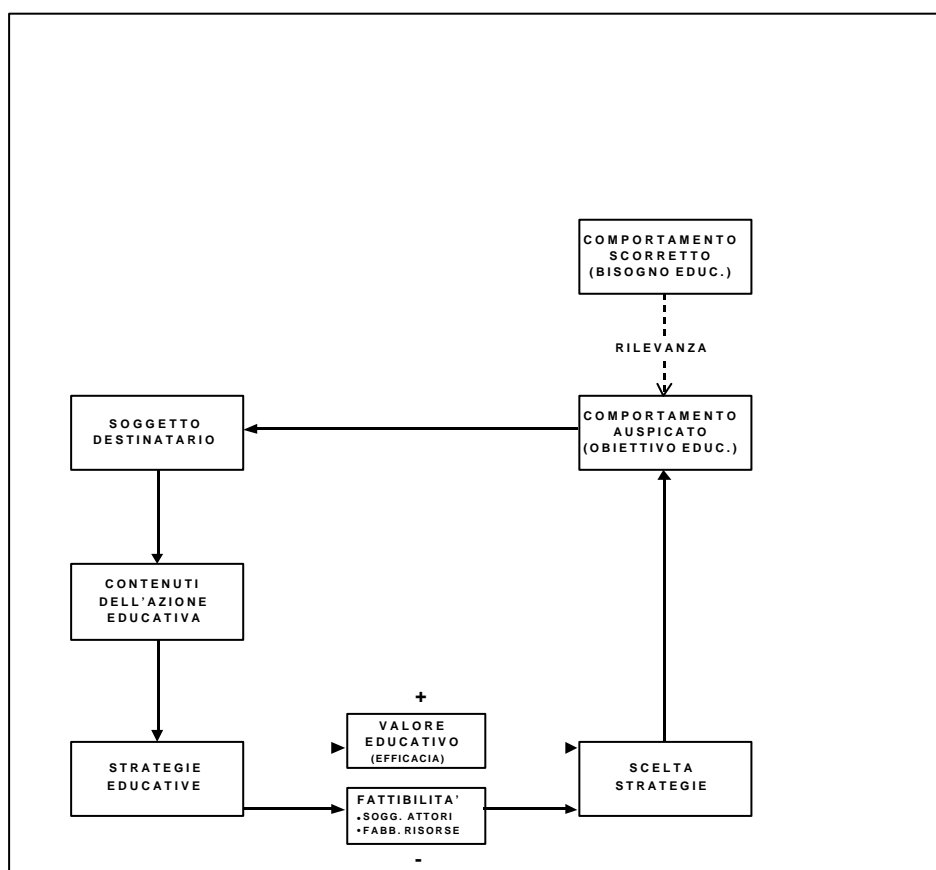 COMPORTAMENTO
SCORRETTO
(BISOGNO EDUC.)
RILEVANZA
SOGGETTO
DESTINATARIO
COMPORTAMENTO
AUSPICATO
(OBIETTIVO EDUC.)
CONTENUTI
DELL'AZIONE
EDUCATIVA
+
VALORE
EDUCATIVO
(EFFICACIA)
STRATEGIE
EDUCATIVE
SCELTA
STRATEGIE
FATTIBILITA'
•SOGG. ATTORI
•FABB. RISORSE
-